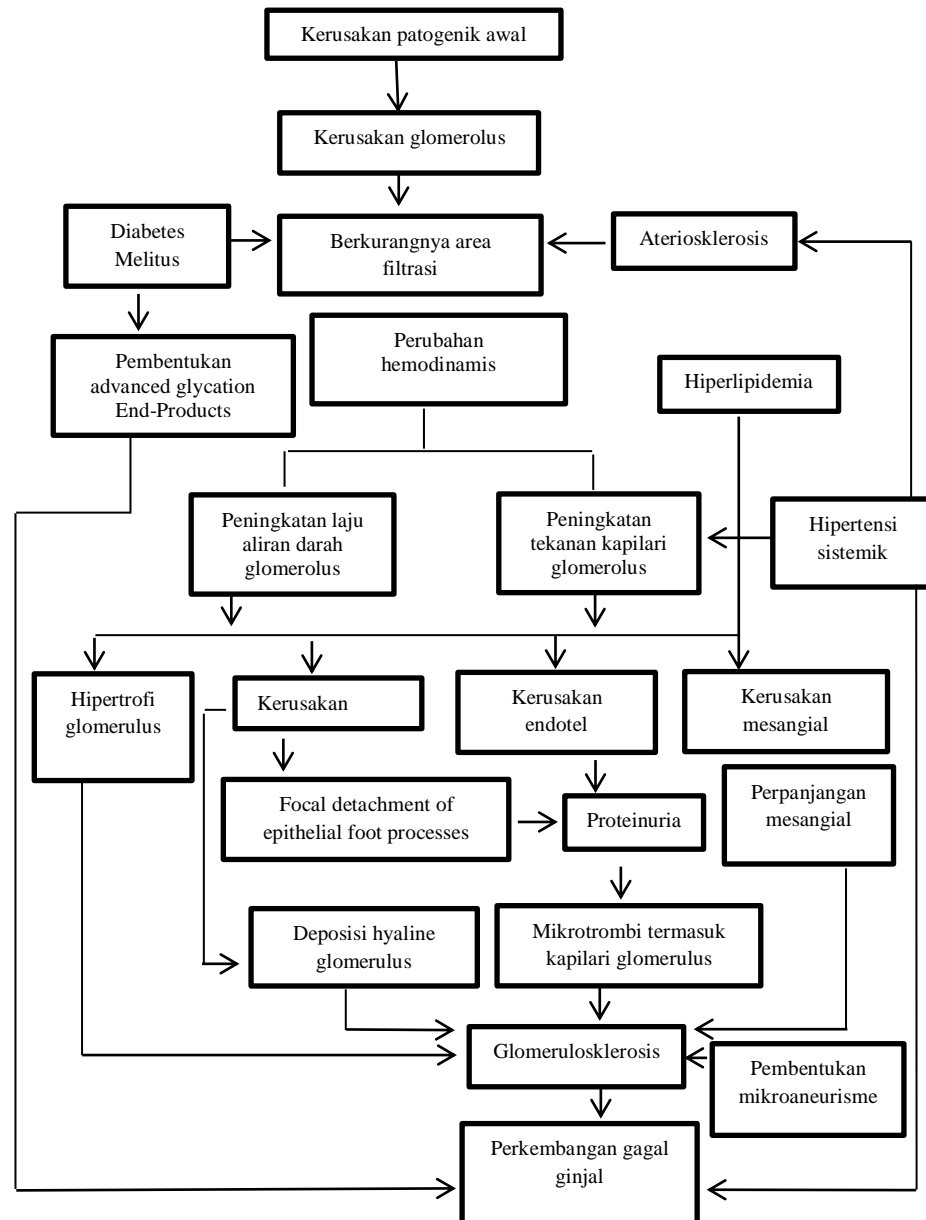 Kerusakan patogenik awal
Kerusakan glomerolus
Diabetes
Melitus
Berkurangnya area
filtrasi
Ateriosklerosis
Pembentukan
advanced glycation
End-Products
Perubahan
hemodinamis
Hiperlipidemia
Peningkatan laju
aliran darah
glomerolus
Peningkatan
tekanan kapilari
glomerolus
Hipertensi
sistemik
Hipertrofi
glomerulus
Kerusakan
Kerusakan
endotel
Kerusakan
mesangial
Focal detachment of
epithelial foot processes
Proteinuria
Perpanjangan
mesangial
Deposisi hyaline
glomerulus
Mikrotrombi termasuk
kapilari glomerulus
Glomerulosklerosis
Pembentukan
mikroaneurisme
Perkembangan gagal
ginjal